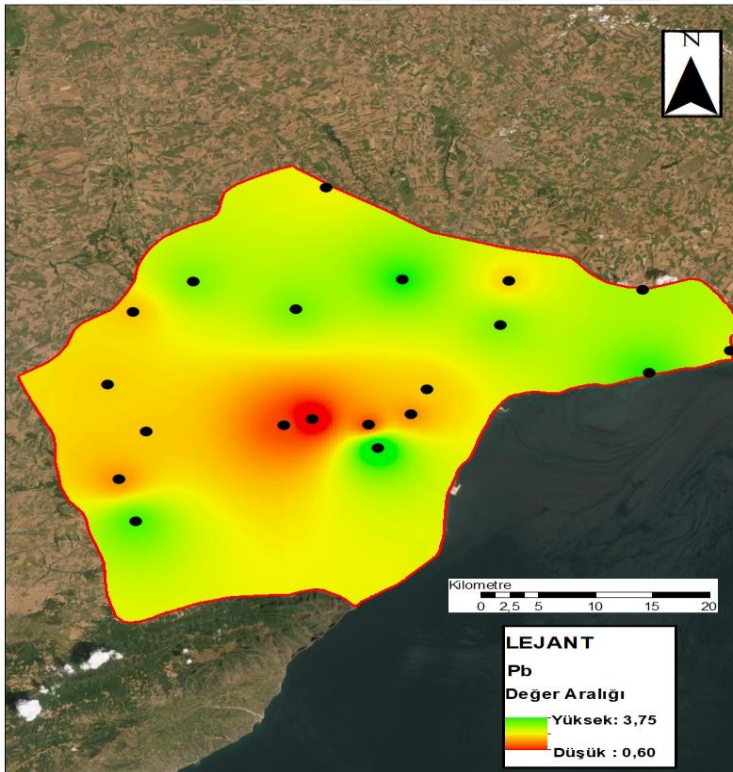 N
Kilometre
0 2,5 5 10 15 20
LEJANT
Pb
Değer Aralığı
Yüksek: 3,75
Düşük : 0,60